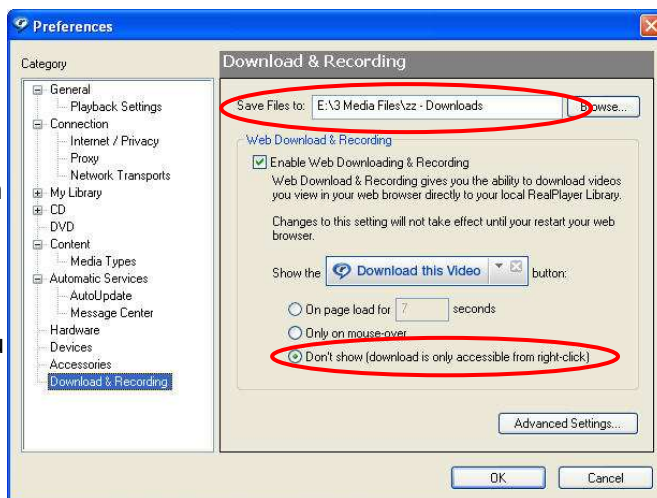 Preferences
Category
General
Playback Settings
Connection
Internet / Privacy
Proxy
Network Transports
My Library
CD
DVD
Content
Media Types
Automatic Services
AutoUpdate
Message Center
Hardware
Devices
Accessories
Download & Recording
Download & Recording
Save Files to: E:\3 Media Files\zz - Downloads Browse...
Web Download & Recording
Enable Web Downloading & Recording
Web Download & Recording gives you the ability to download videos
you view in your web browser directly to your local RealPlayer Library.
Changes to this setting will not take effect until your restart your web
browser.
Show the Download this Video button:
On page load for 7 seconds
Only on mouse-over
Don't show (download is only accessible from right-click)
Advanced Settings...
OK Cancel